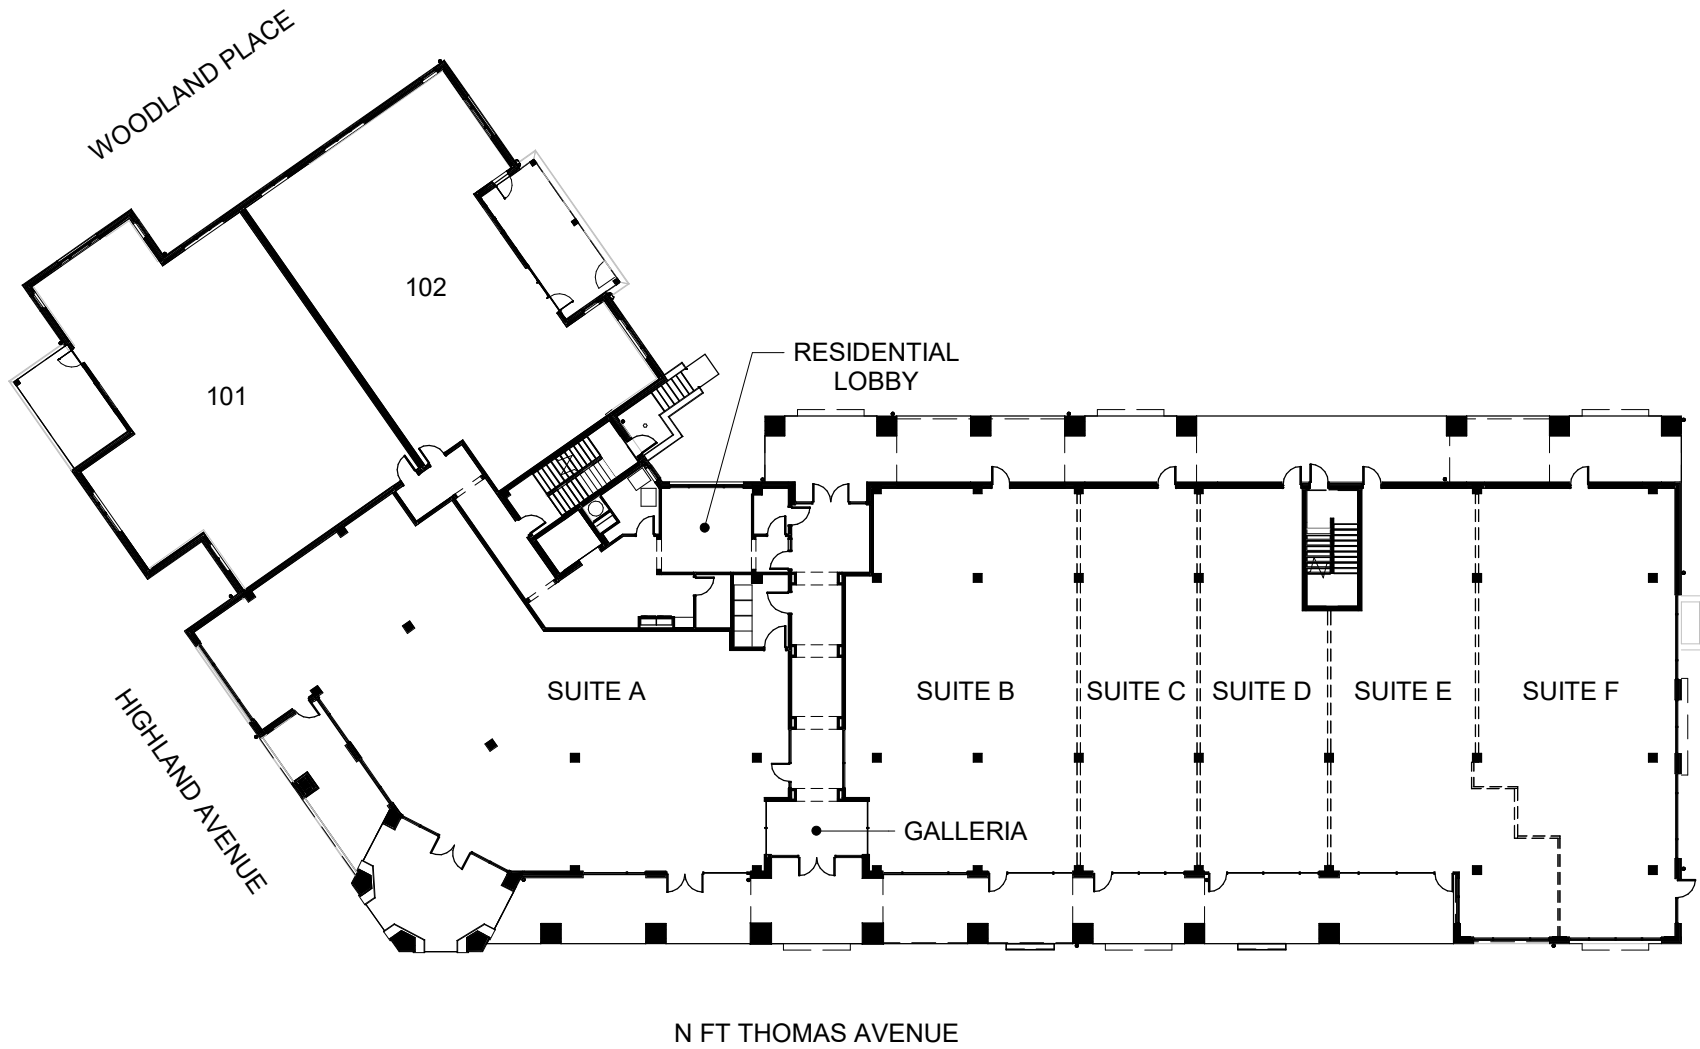 WOODLAND PLACE
102
101
RESIDENTIAL
LOBBY
SUITE A
SUITE B
SUITE C
SUITE D
SUITE E
SUITE F
HIGHLAND AVENUE
GALLERIA
N FT THOMAS AVENUE